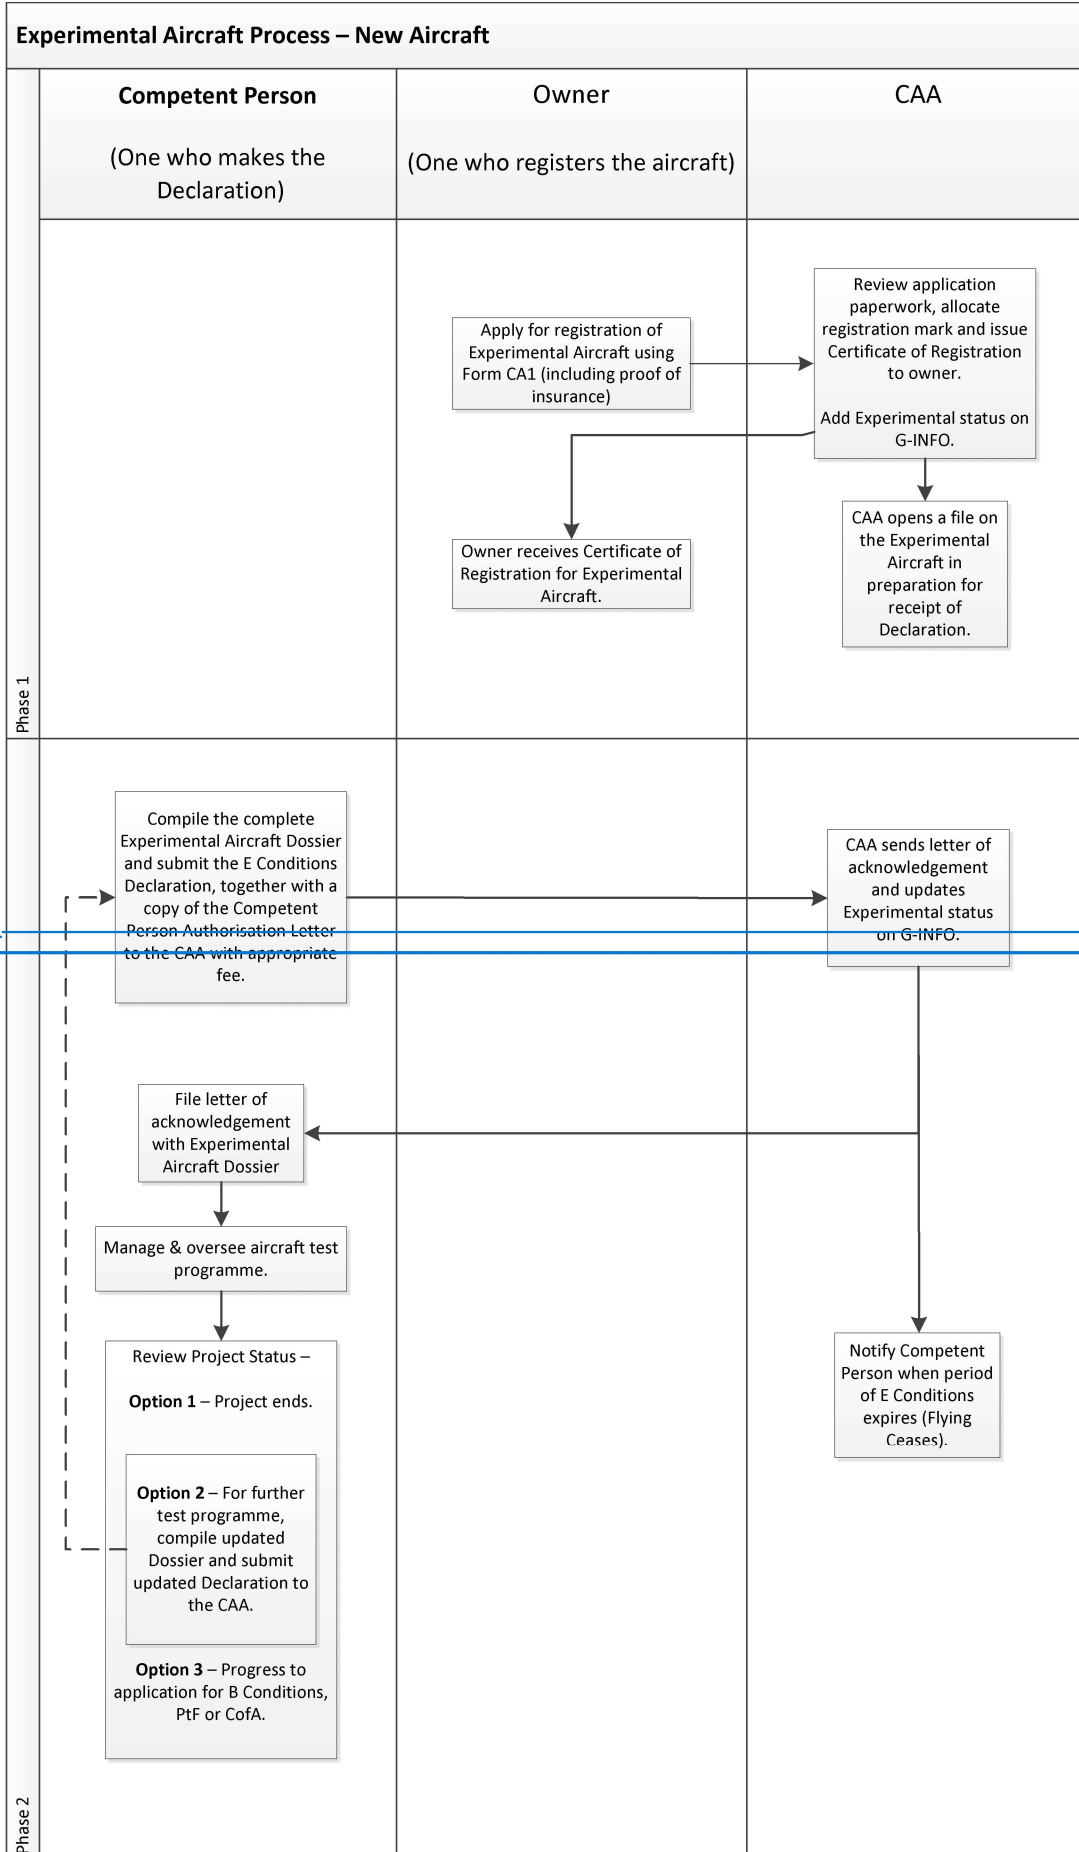 Experimental Aircraft Process – New Aircraft
Competent Person
(One who makes the
Declaration)
Owner
(One who registers the aircraft)
CAA
Phase 1
Apply for registration of
Experimental Aircraft using
Form CA1 (including proof of
insurance)
Review application
paperwork, allocate
registration mark and issue
Certificate of Registration
to owner.
Add Experimental status on
G-INFO.
Owner receives Certificate of
Registration for Experimental
Aircraft.
CAA opens a file on
the Experimental
Aircraft in
preparation for
receipt of
Declaration.
Phase 2
Compile the complete
Experimental Aircraft Dossier
and submit the E Conditions
Declaration, together with a
copy of the Competent
Person Authorisation Letter
to the CAA with appropriate
fee.
CAA sends letter of
acknowledgement
and updates
Experimental status
on G-INFO.
File letter of
acknowledgement
with Experimental
Aircraft Dossier
Manage & oversee aircraft test
programme.
Review Project Status –
Option 1 – Project ends.
Option 2 – For further
test programme,
compile updated
Dossier and submit
updated Declaration to
the CAA.
Option 3 – Progress to
application for B Conditions,
PtF or CofA.
Notify Competent
Person when period
of E Conditions
expires (Flying
Ceases).